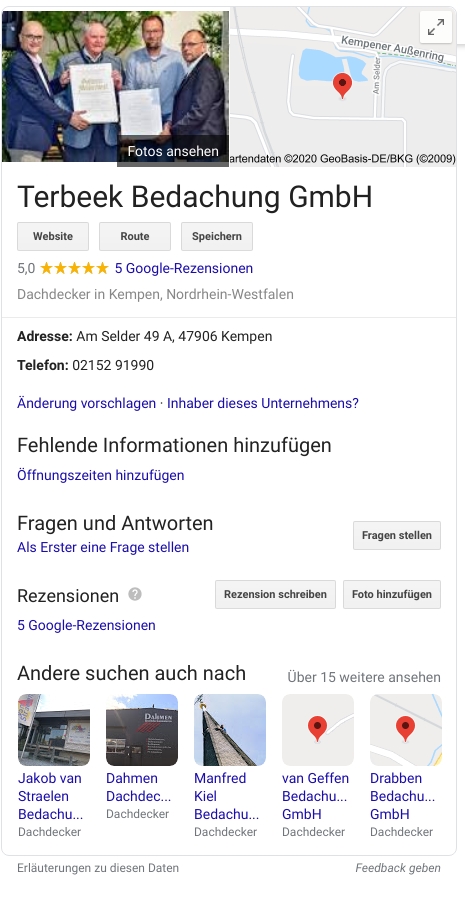 Kempener Außenring
Am Selder
Fotos ansehen
artendaten ©2020 GeoBasis-DE/BKG (©2009)
Terbeek Bedachung GmbH
Website Route Speichern
5,0 ★★★★★ 5 Google-Rezensionen
Dachdecker in Kempen, Nordrhein-Westfalen
Adresse: Am Selder 49 A, 47906 Kempen
Telefon: 02152 91990
Änderung vorschlagen · Inhaber dieses Unternehmens?
Fehlende Informationen hinzufügen
Öffnungszeiten hinzufügen
Fragen und Antworten
Fragen stellen
Als Erster eine Frage stellen
Rezensionen ? Rezension schreiben Foto hinzufügen
5 Google-Rezensionen
Andere suchen auch nach Über 15 weitere ansehen
DAHMEN
Jakob van
Straelen
Bedachu...
Dachdecker
Dahmen
Dachdec...
Dachdecker
Manfred
Kiel
Bedachu...
Dachdecker
van Geffen
Bedachu...
GmbH
Dachdecker
Drabben
Bedachu...
GmbH
Dachdecker
Erläuterungen zu diesen Daten Feedback geben